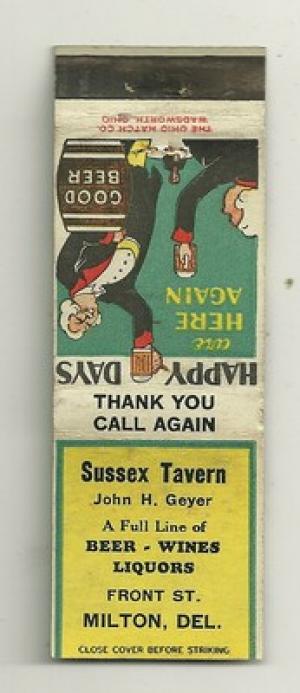 THE OHIO MATCH CO.
WADSWORTH, OHIO
GOOD
BEER
HAPPY DAYS
are
HERE
AGAIN
THANK YOU
CALL AGAIN
Sussex Tavern
John H. Geyer
A Full Line of
BEER - WINES
LIQUORS
FRONT ST.
MILTON, DEL.
CLOSE COVER BEFORE STRIKING